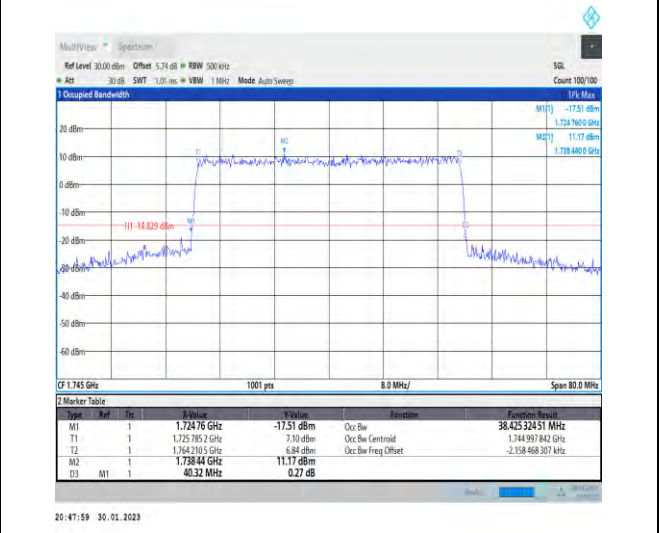 MultiView Spectrum
Ref Level 30.00 dBm Offset 5.74 dB RBW 500 kHz SGL
Att 30 dB SWT 1.01 ms VBW 1 MHz Mode Auto Sweep Count 100/100
1 Occupied Bandwidth 1Pk Max
M1[1] -17.51 dBm
1.724 760 0 GHz
M2[1] 11.17 dBm
1.738 440 0 GHz
20 dBm
10 dBm
0 dBm
-10 dBm
-20 dBm
-30 dBm
-40 dBm
-50 dBm
-60 dBm
T1
M2
T2
M1
CF 1.745 GHz 1001 pts 8.0 MHz/ Span 80.0 MHz
2 Marker Table
Type Ref Trc X-Value Y-Value Function Function Result
M1 1 1.724 76 GHz -17.51 dBm Occ Bw 38.425 324 51 MHz
T1 1 1.725 785 2 GHz 7.10 dBm Occ Bw Centroid 1.744 997 842 GHz
T2 1 1.764 210 5 GHz 6.84 dBm Occ Bw Freq Offset -2.158 468 307 kHz
M2 1 1.738 44 GHz 11.17 dBm
D3 M1 1 40.32 MHz 0.27 dB
20:47:59 30.01.2023